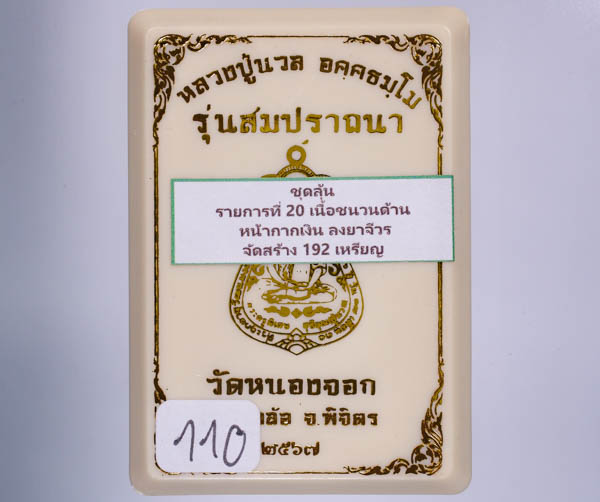 หลวงปู่นวล อคฺคธมฺโม
รุ่นสมปราถนา
ชุดลุ้น
รายการที่ 20 เนื้อชนวนด้าน
หน้ากากเงิน ลงยาจีวร
จัดสร้าง 192 เหรียญ
วัดหนองจอก
จ.พิจิตร
๒๕๖๗
110